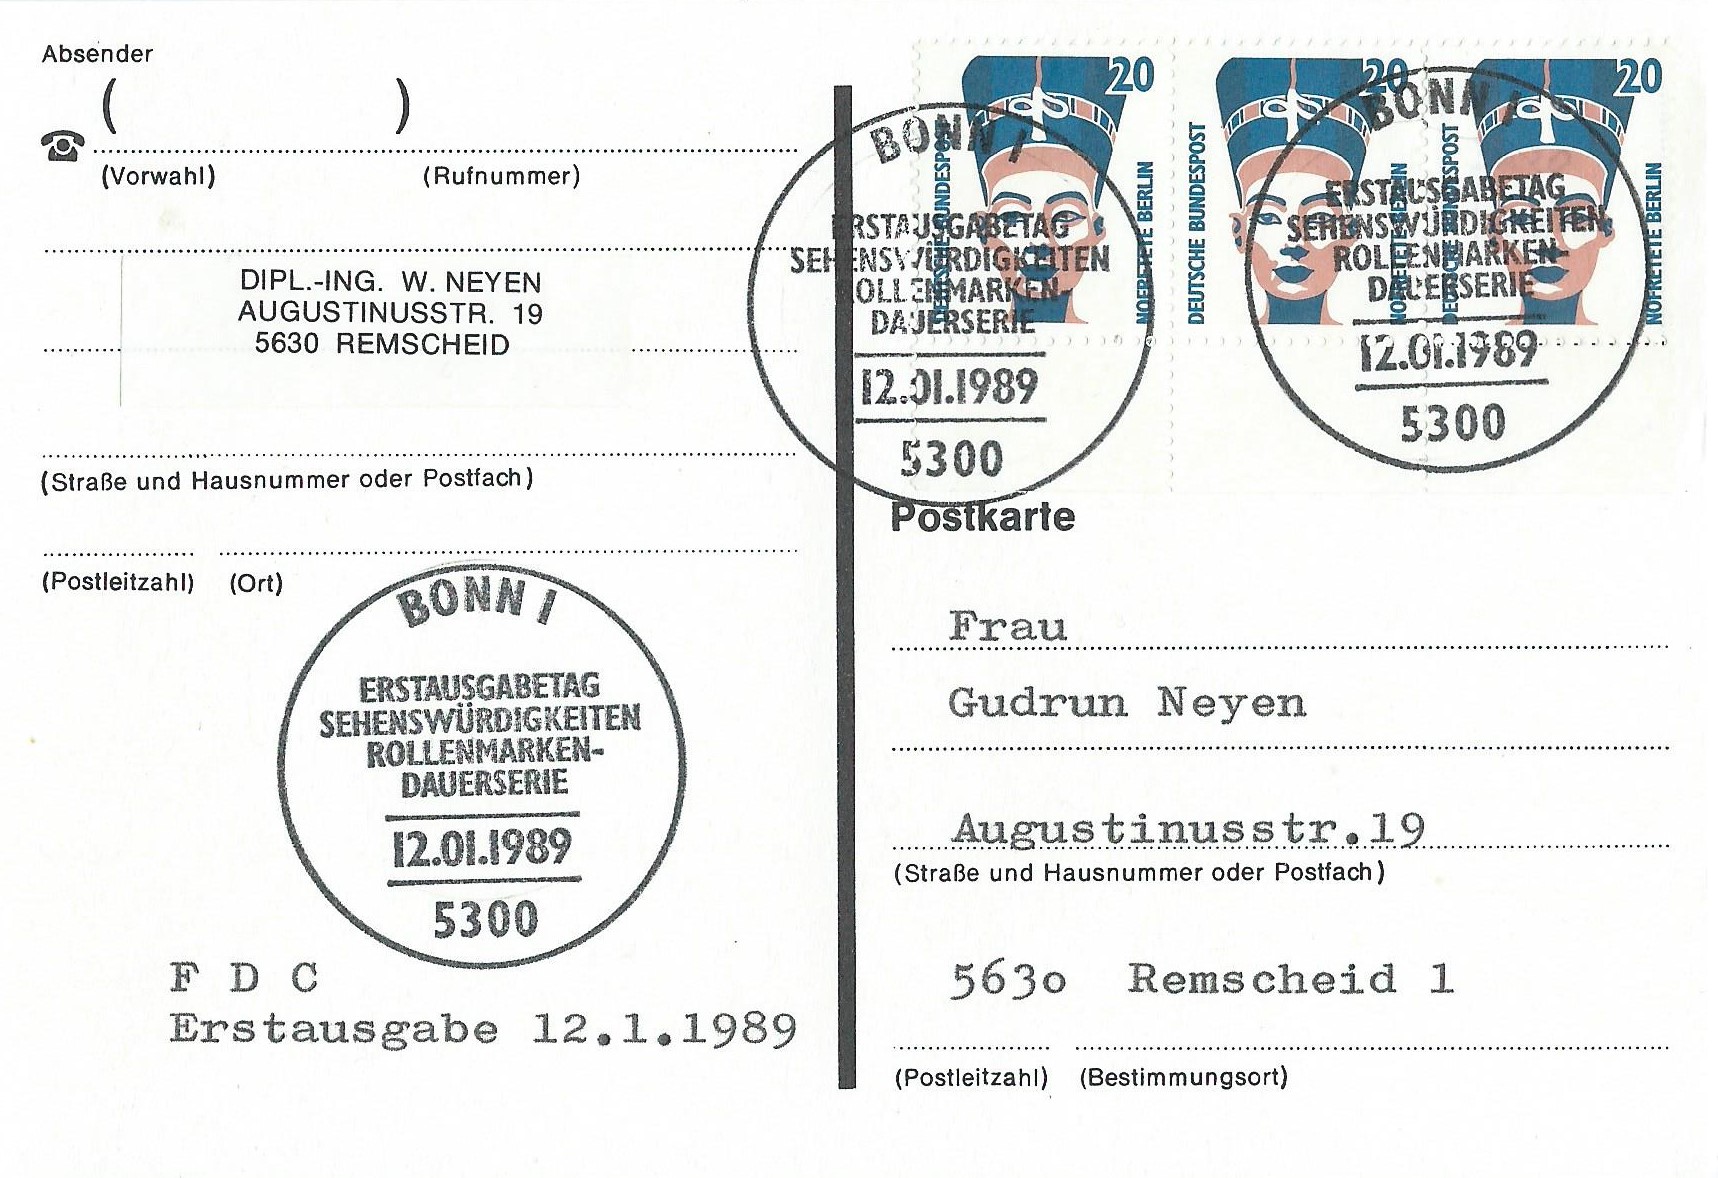 Absender
( )
(Vorwahl) (Rufnummer)
DIPL.-ING. W. NEYEN
AUGUSTINUSSTR. 19
5630 REMSCHEID
(Straße und Hausnummer oder Postfach)
(Postleitzahl) (Ort)
BONN 1
ERSTAUSGABETAG
SEHENSWÜRDIGKEITEN
ROLLENMARKEN-
DAUERSERIE
12.01.1989
5300
F D C
Erstausgabe 12.1.1989
20
DEUTSCHE BUNDESPOST
NOFRETETE BERLIN
20
DEUTSCHE BUNDESPOST
NOFRETETE BERLIN
20
DEUTSCHE BUNDESPOST
NOFRETETE BERLIN
BONN 1
ERSTAUSGABETAG
SEHENSWÜRDIGKEITEN
ROLLENMARKEN-
DAUERSERIE
12.01.1989
5300
BONN 1
ERSTAUSGABETAG
SEHENSWÜRDIGKEITEN
ROLLENMARKEN-
DAUERSERIE
12.01.1989
5300
Postkarte
Frau
Gudrun Neyen
Augustinusstr.19
(Straße und Hausnummer oder Postfach)
563o Remscheid 1
(Postleitzahl) (Bestimmungsort)